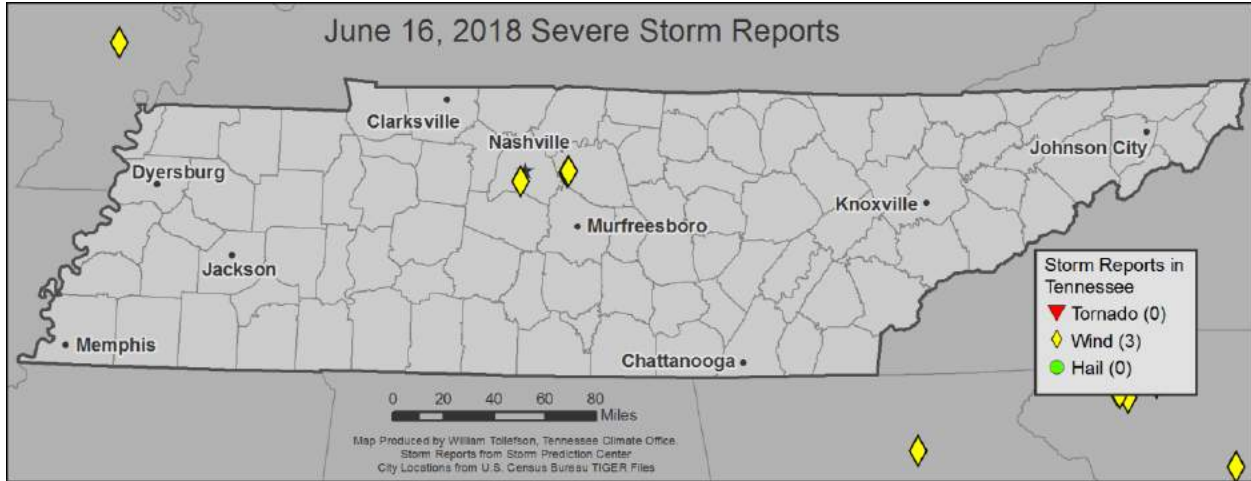 June 16, 2018 Severe Storm Reports
Clarksville
Nashville
Johnson City
Dyersburg
Knoxville
Murfreesboro
Jackson
Storm Reports in
Tennessee
Tornado (0)
Wind (3)
Hail (0)
Memphis
Chattanooga
0 20 40 60 80
Miles
Map Produced by William Tollefson, Tennessee Climate Office.
Storm Reports from Storm Prediction Center
City Locations from U.S. Census Bureau TIGER Files